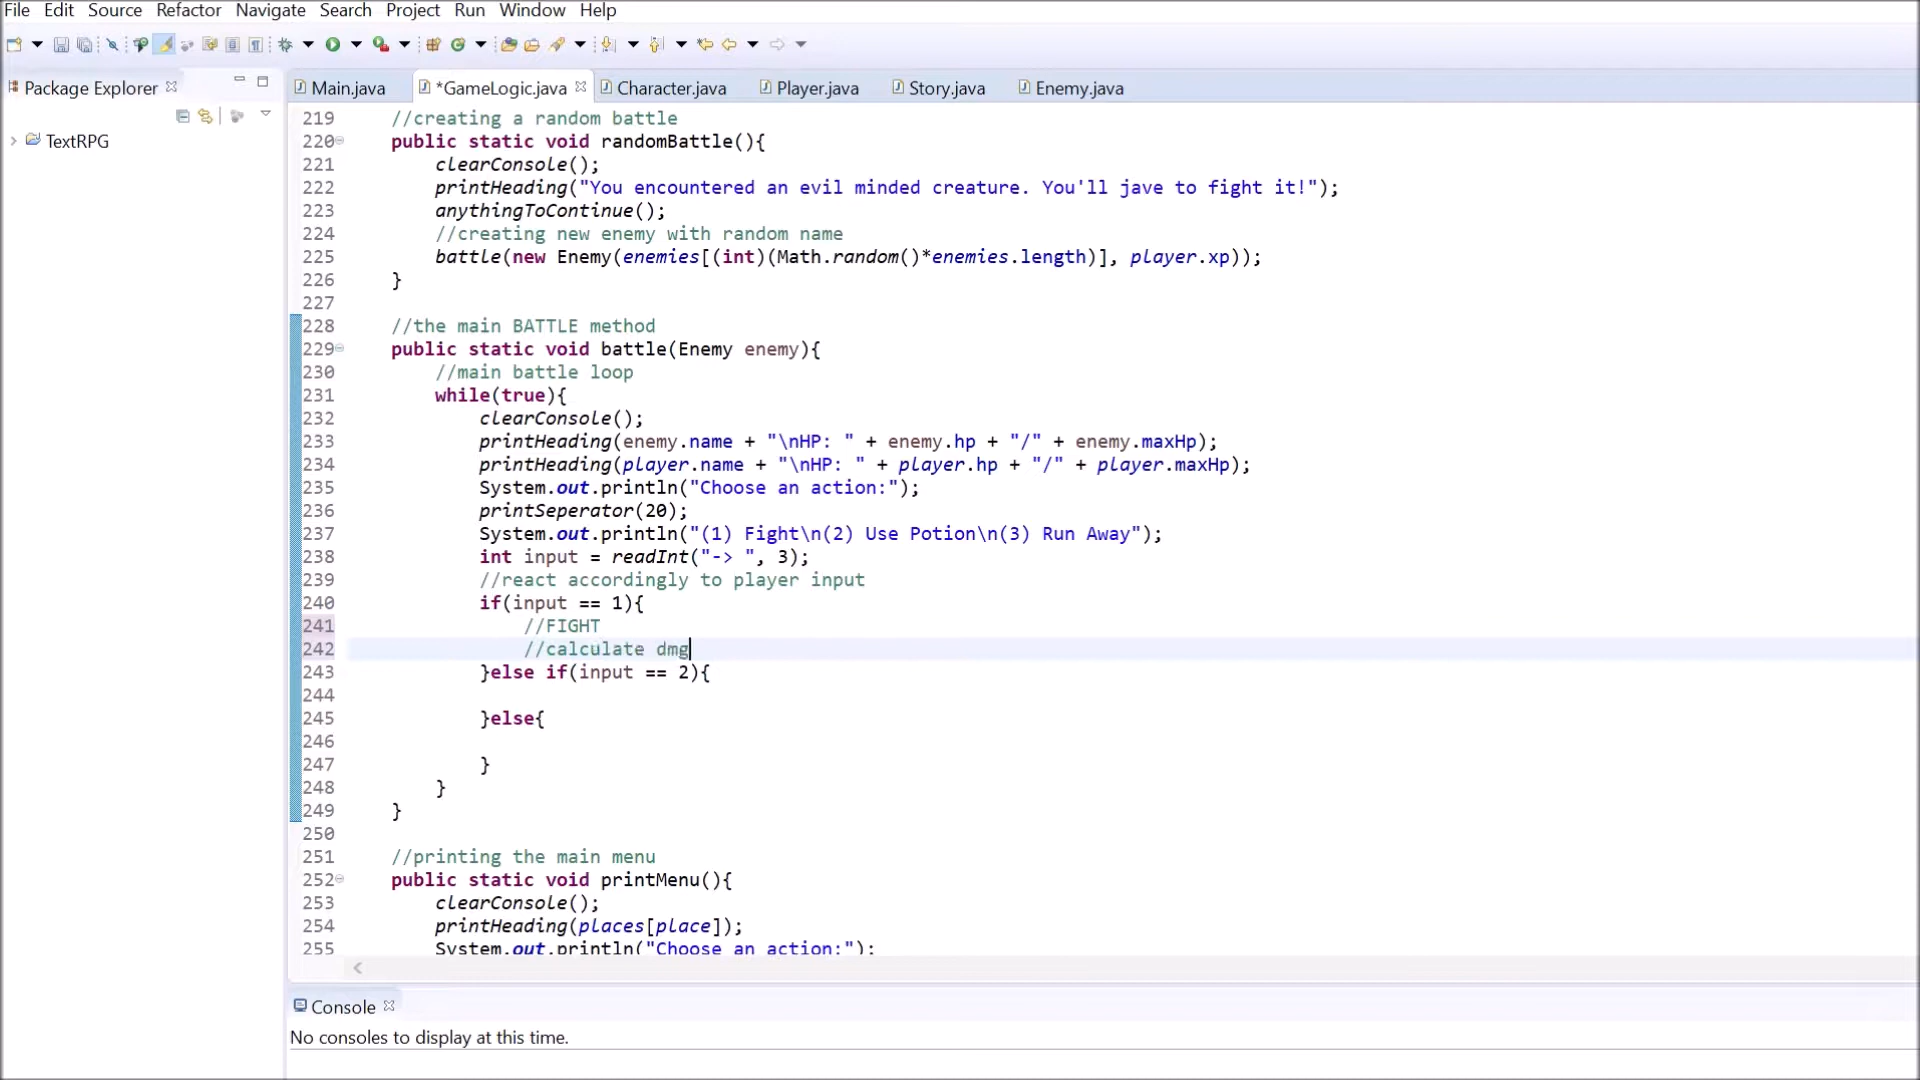 File Edit Source Refactor Navigate Search Project Run Window Help
Package Explorer
TextRPG
Main.java *GameLogic.java Character.java Player.java Story.java Enemy.java
219 //creating a random battle
220 public static void randomBattle(){
221 clearConsole();
222 printHeading("You encountered an evil minded creature. You'll jave to fight it!");
223 anythingToContinue();
224 //creating new enemy with random name
225 battle(new Enemy(enemies[(int)(Math.random()*enemies.length)], player.xp));
226 }
227
228 //the main BATTLE method
229 public static void battle(Enemy enemy){
230 //main battle loop
231 while(true){
232 clearConsole();
233 printHeading(enemy.name + "\nHP: " + enemy.hp + "/" + enemy.maxHp);
234 printHeading(player.name + "\nHP: " + player.hp + "/" + player.maxHp);
235 System.out.println("Choose an action:");
236 printSeperator(20);
237 System.out.println("(1) Fight\n(2) Use Potion\n(3) Run Away");
238 int input = readInt("-> ", 3);
239 //react accordingly to player input
240 if(input == 1){
241 //FIGHT
242 //calculate dmg
243 }else if(input == 2){
244
245 }else{
246
247 }
248 }
249 }
250
251 //printing the main menu
252 public static void printMenu(){
253 clearConsole();
254 printHeading(places[place]);
255 System.out.println("Choose an action:");
Console
No consoles to display at this time.